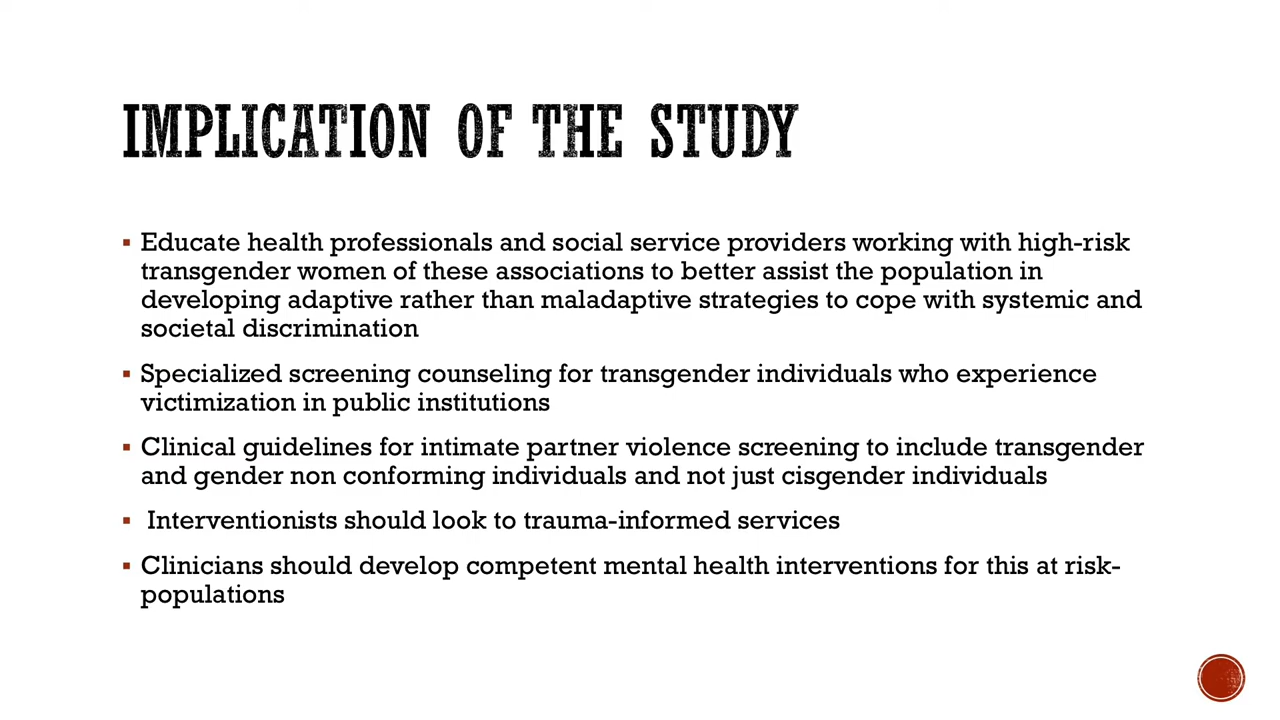 IMPLICATION OF THE STUDY
▪ Educate health professionals and social service providers working with high-risk
transgender women of these associations to better assist the population in
developing adaptive rather than maladaptive strategies to cope with systemic and
societal discrimination
▪ Specialized screening counseling for transgender individuals who experience
victimization in public institutions
▪ Clinical guidelines for intimate partner violence screening to include transgender
and gender non conforming individuals and not just cisgender individuals
▪ Interventionists should look to trauma-informed services
▪ Clinicians should develop competent mental health interventions for this at risk-
populations